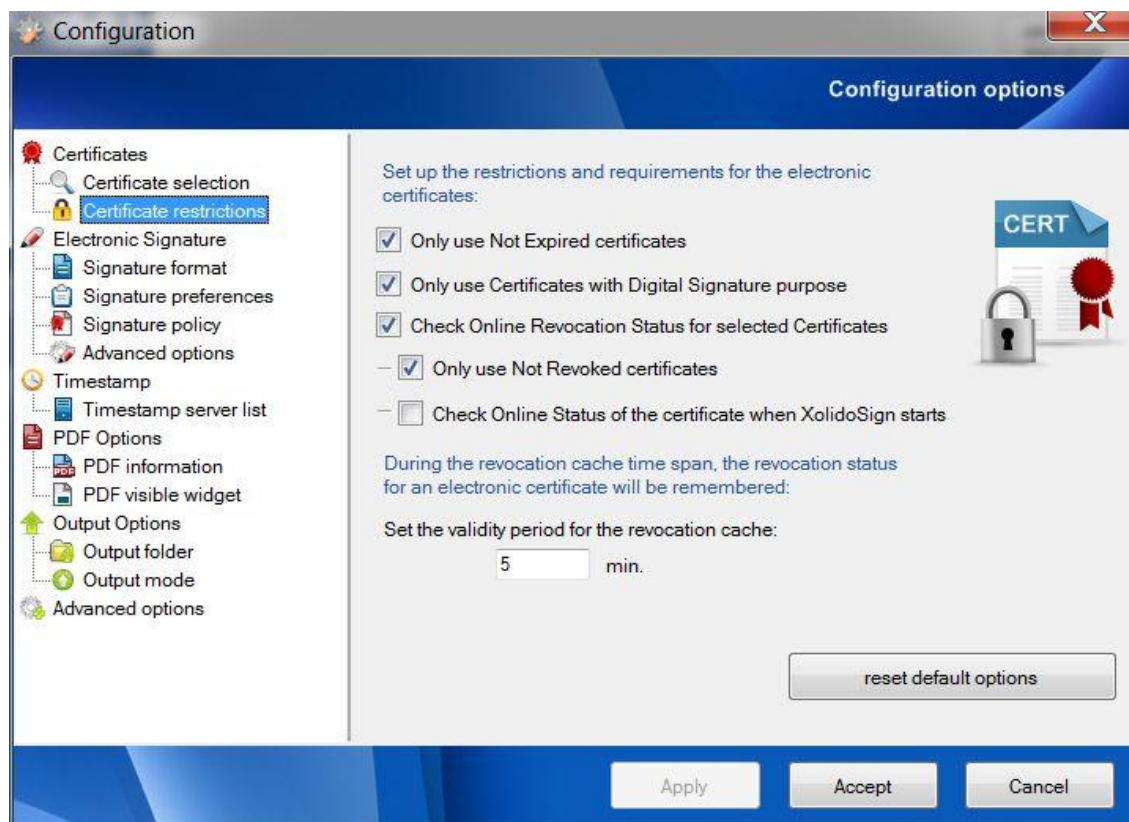 Configuration
X
Configuration options
Certificates
Certificate selection
Certificate restrictions
Electronic Signature
Signature format
Signature preferences
Signature policy
Advanced options
Timestamp
Timestamp server list
PDF Options
PDF information
PDF visible widget
Output Options
Output folder
Output mode
Advanced options
Set up the restrictions and requirements for the electronic
certificates:
CERT
Only use Not Expired certificates
Only use Certificates with Digital Signature purpose
Check Online Revocation Status for selected Certificates
Only use Not Revoked certificates
Check Online Status of the certificate when XolidoSign starts
During the revocation cache time span, the revocation status
for an electronic certificate will be remembered:
Set the validity period for the revocation cache:
5 min.
reset default options
Apply Accept Cancel